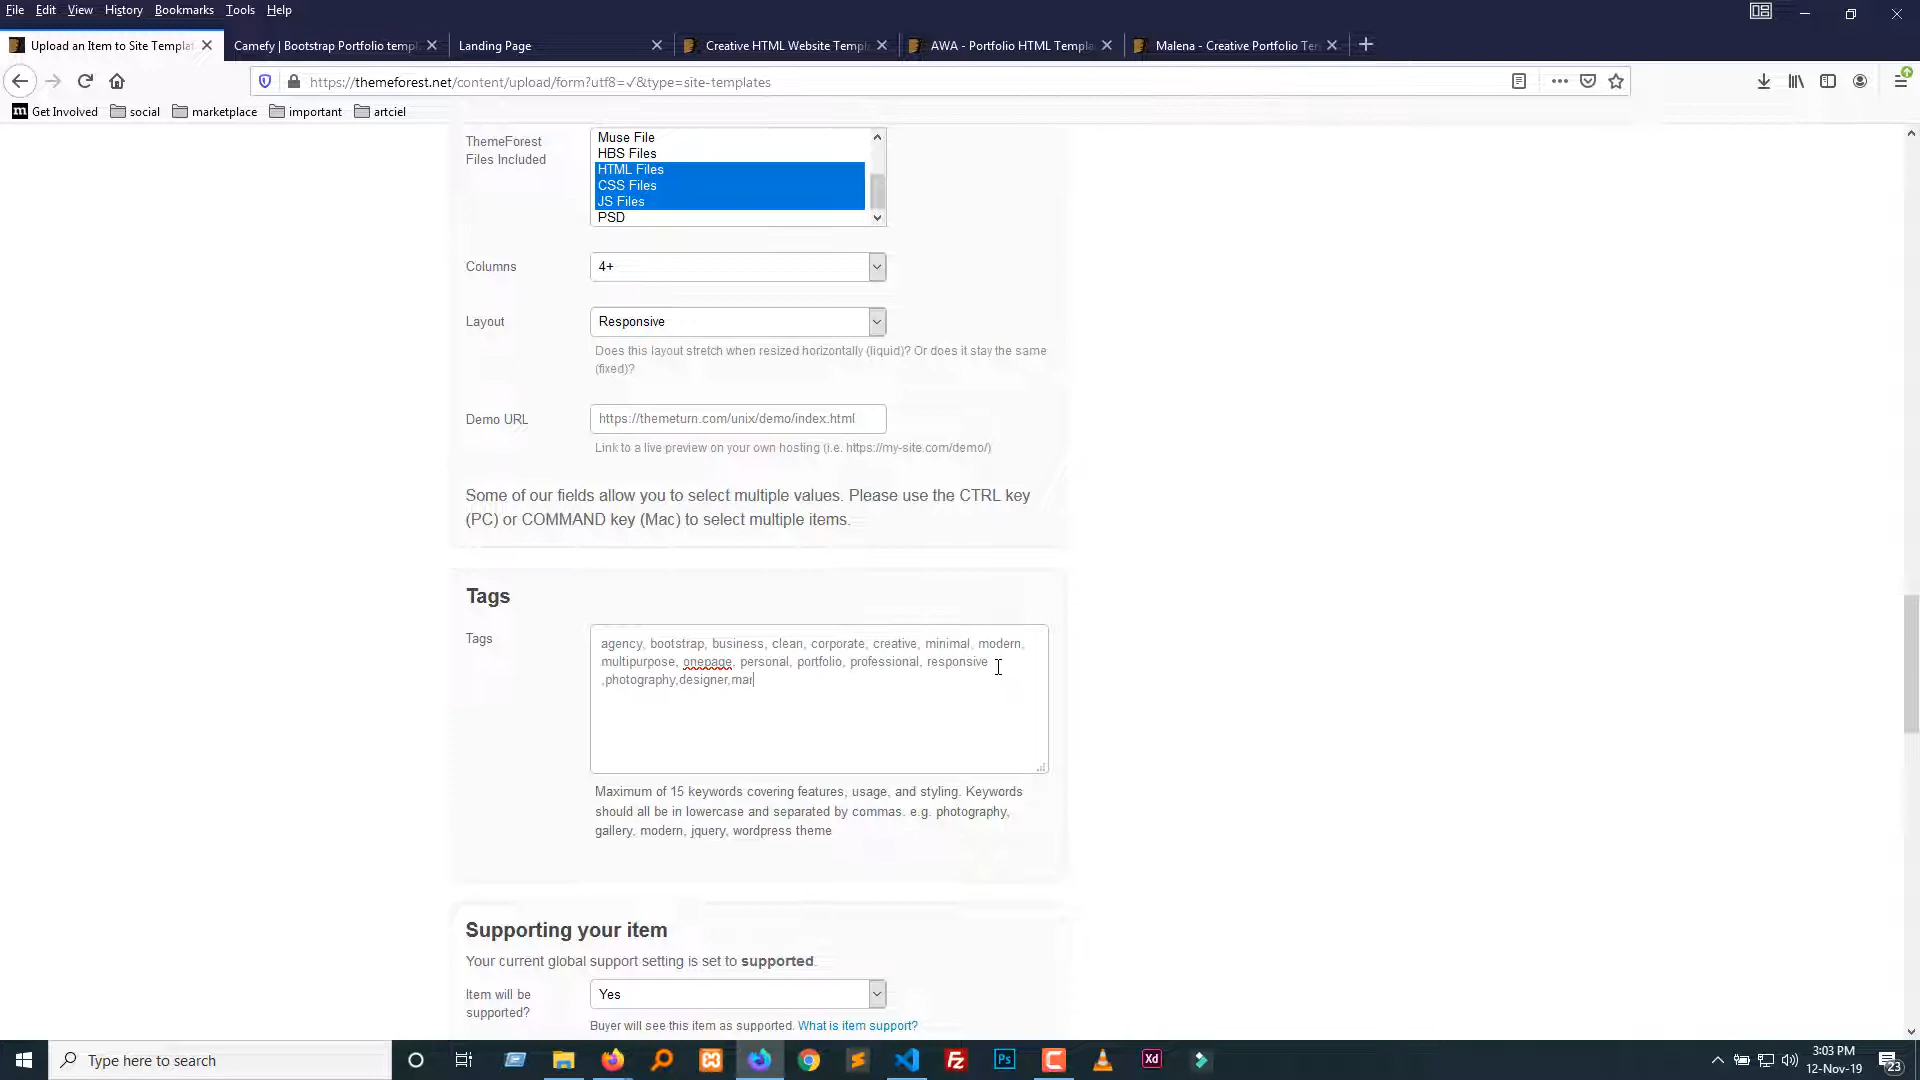 File Edit View History Bookmarks Tools Help
Upload an Item to Site Templat
Camefy | Bootstrap Portfolio temp
Landing Page
Creative HTML Website Templ
AWA - Portfolio HTML Templa
Malena - Creative Portfolio Te
https://themeforest.net/content/upload/form?utf8=✓&type=site-templates
Get Involved social marketplace important artciel
ThemeForest
Files Included
Muse File
HBS Files
HTML Files
CSS Files
JS Files
PSD
Columns
4+
Layout
Responsive
Does this layout stretch when resized horizontally (liquid)? Or does it stay the same
(fixed)?
Demo URL
https://themeturn.com/unix/demo/index.html
Link to a live preview on your own hosting (i.e. https://my-site.com/demo/)
Some of our fields allow you to select multiple values. Please use the CTRL key
(PC) or COMMAND key (Mac) to select multiple items.
Tags
Tags
agency, bootstrap, business, clean, corporate, creative, minimal, modern,
multipurpose, onepage, personal, portfolio, professional, responsive
,photography,designer,mar
Maximum of 15 keywords covering features, usage, and styling. Keywords
should all be in lowercase and separated by commas. e.g. photography,
gallery, modern, jquery, wordpress theme
Supporting your item
Your current global support setting is set to supported.
Item will be
supported?
Yes
Buyer will see this item as supported. What is item support?
Type here to search
Ps
Xd
Fz
3:03 PM
12-Nov-19
23